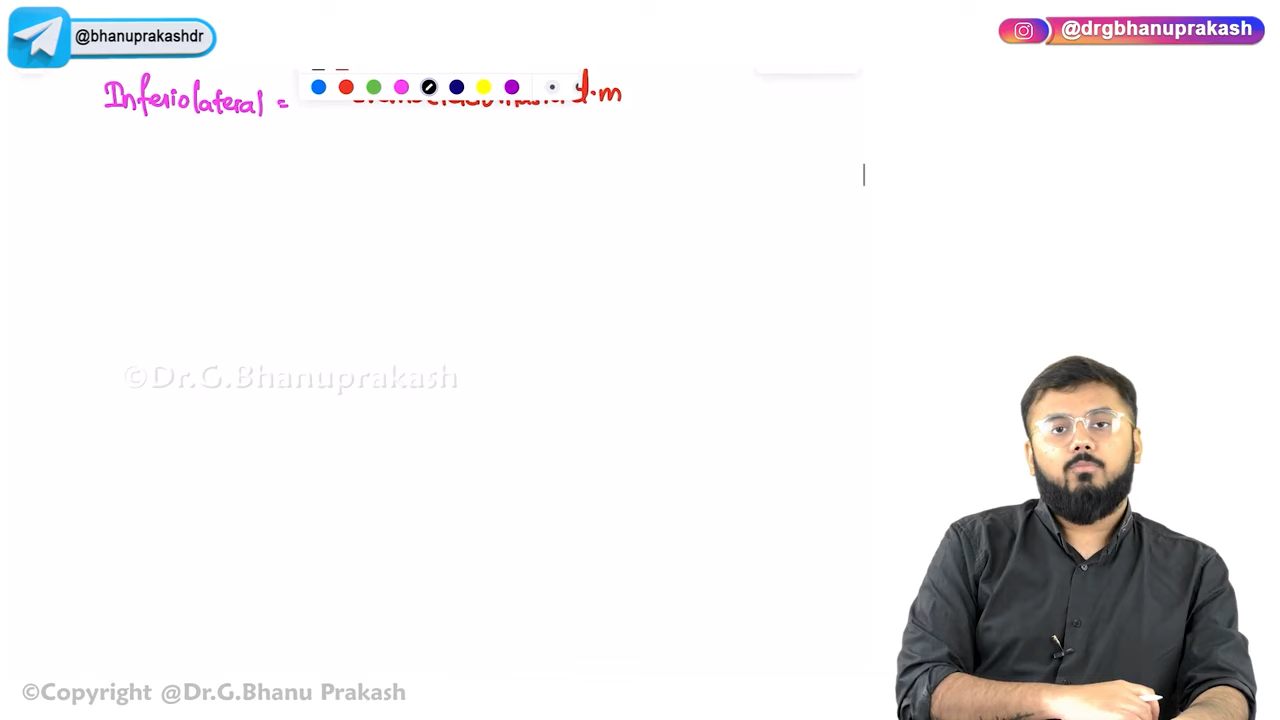 @bhanuprakashdr
@drgbhanuprakash
Inferiolateral =
d.m
©Dr.G.Bhanuprakash
©Copyright @Dr.G.Bhanu Prakash